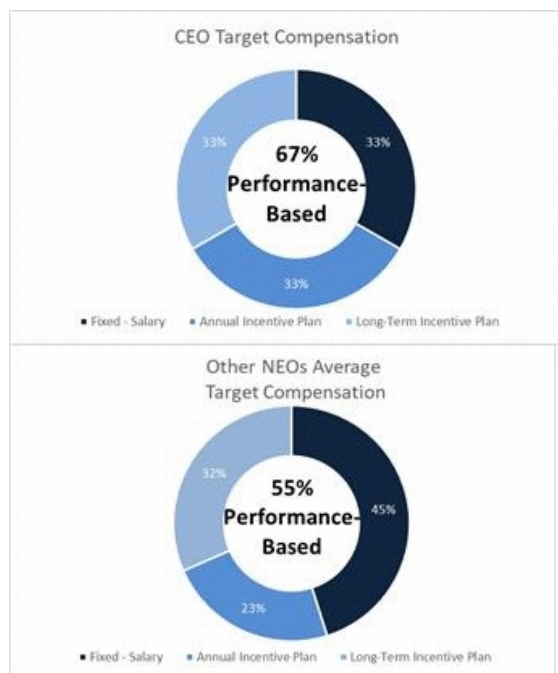 CEO Target Compensation
33%
33%
67%
Performance-
Based
33%
Fixed - Salary
Annual Incentive Plan
Long-Term Incentive Plan
Other NEOs Average
Target Compensation
32%
45%
55%
Performance-
Based
23%
Fixed - Salary
Annual Incentive Plan
Long-Term Incentive Plan